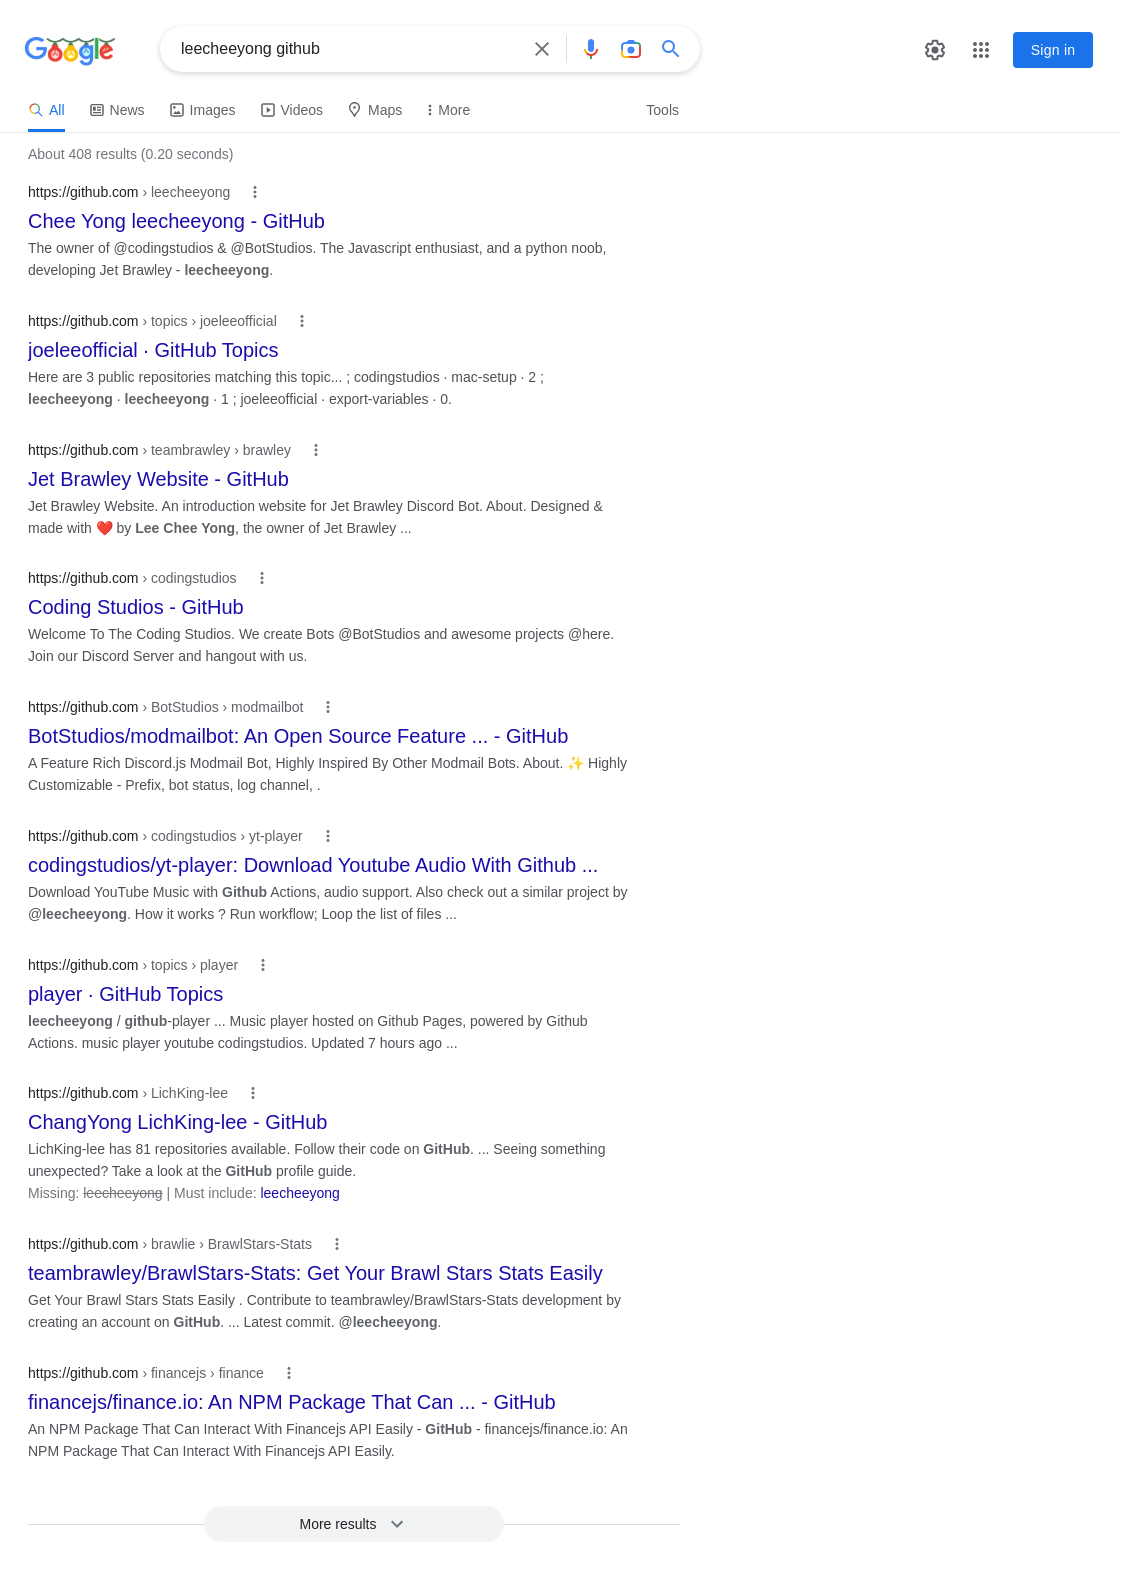 Google
leecheeyong github
Sign in
All
News
Images
Videos
Maps
More
Tools
About 408 results (0.20 seconds)
https://github.com › leecheeyong
Chee Yong leecheeyong - GitHub
The owner of @codingstudios & @BotStudios. The Javascript enthusiast, and a python noob,
developing Jet Brawley - leecheeyong.
https://github.com › topics › joeleeofficial
joeleeofficial · GitHub Topics
Here are 3 public repositories matching this topic... ; codingstudios · mac-setup · 2 ;
leecheeyong · leecheeyong · 1 ; joeleeofficial · export-variables · 0.
https://github.com › teambrawley › brawley
Jet Brawley Website - GitHub
Jet Brawley Website. An introduction website for Jet Brawley Discord Bot. About. Designed &
made with ❤️ by Lee Chee Yong, the owner of Jet Brawley ...
https://github.com › codingstudios
Coding Studios - GitHub
Welcome To The Coding Studios. We create Bots @BotStudios and awesome projects @here.
Join our Discord Server and hangout with us.
https://github.com › BotStudios › modmailbot
BotStudios/modmailbot: An Open Source Feature ... - GitHub
A Feature Rich Discord.js Modmail Bot, Highly Inspired By Other Modmail Bots. About. ✨ Highly
Customizable - Prefix, bot status, log channel, .
https://github.com › codingstudios › yt-player
codingstudios/yt-player: Download Youtube Audio With Github ...
Download YouTube Music with Github Actions, audio support. Also check out a similar project by
@leecheeyong. How it works ? Run workflow; Loop the list of files ...
https://github.com › topics › player
player · GitHub Topics
leecheeyong / github-player ... Music player hosted on Github Pages, powered by Github
Actions. music player youtube codingstudios. Updated 7 hours ago ...
https://github.com › LichKing-lee
ChangYong LichKing-lee - GitHub
LichKing-lee has 81 repositories available. Follow their code on GitHub. ... Seeing something
unexpected? Take a look at the GitHub profile guide.
Missing: leecheeyong | Must include: leecheeyong
https://github.com › brawlie › BrawlStars-Stats
teambrawley/BrawlStars-Stats: Get Your Brawl Stars Stats Easily
Get Your Brawl Stars Stats Easily . Contribute to teambrawley/BrawlStars-Stats development by
creating an account on GitHub. ... Latest commit. @leecheeyong.
https://github.com › financejs › finance
financejs/finance.io: An NPM Package That Can ... - GitHub
An NPM Package That Can Interact With Financejs API Easily - GitHub - financejs/finance.io: An
NPM Package That Can Interact With Financejs API Easily.
More results